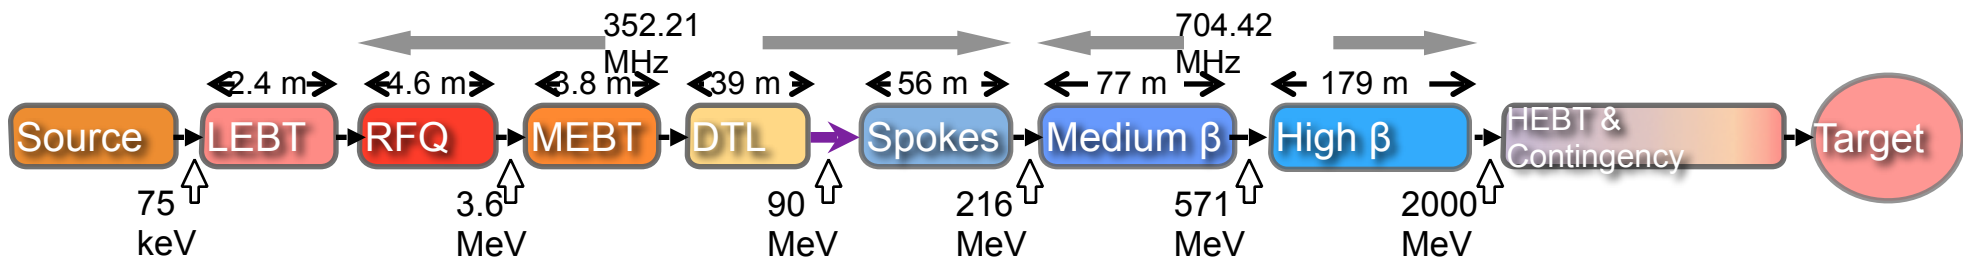 352.21
MHz
704.42
MHz
2.4 m
4.6 m
3.8 m
39 m
56 m
77 m
179 m
Source
LEBT
RFQ
MEBT
DTL
Spokes
Medium β
High β
HEBT &
Contingency
Target
75
keV
3.6
MeV
90
MeV
216
MeV
571
MeV
2000
MeV